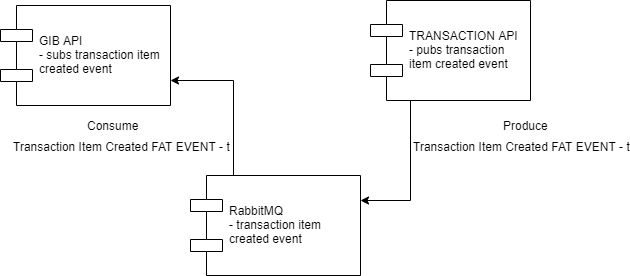 GIB API
- subs transaction item
created event
TRANSACTION API
- pubs transaction
item created event
Consume
Transaction Item Created FAT EVENT - t
Produce
Transaction Item Created FAT EVENT - t
RabbitMQ
- transaction item
created event